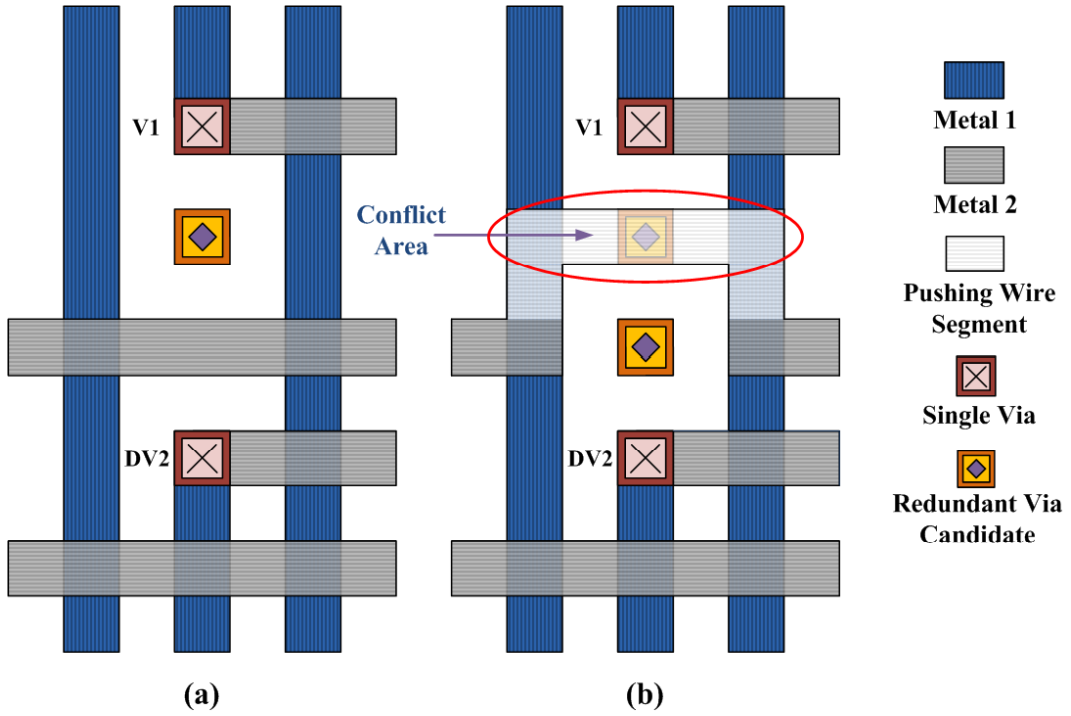 V1
DV2
(a)
V1
Conflict
Area
DV2
(b)
Metal 1
Metal 2
Pushing Wire
Segment
Single Via
Redundant Via
Candidate